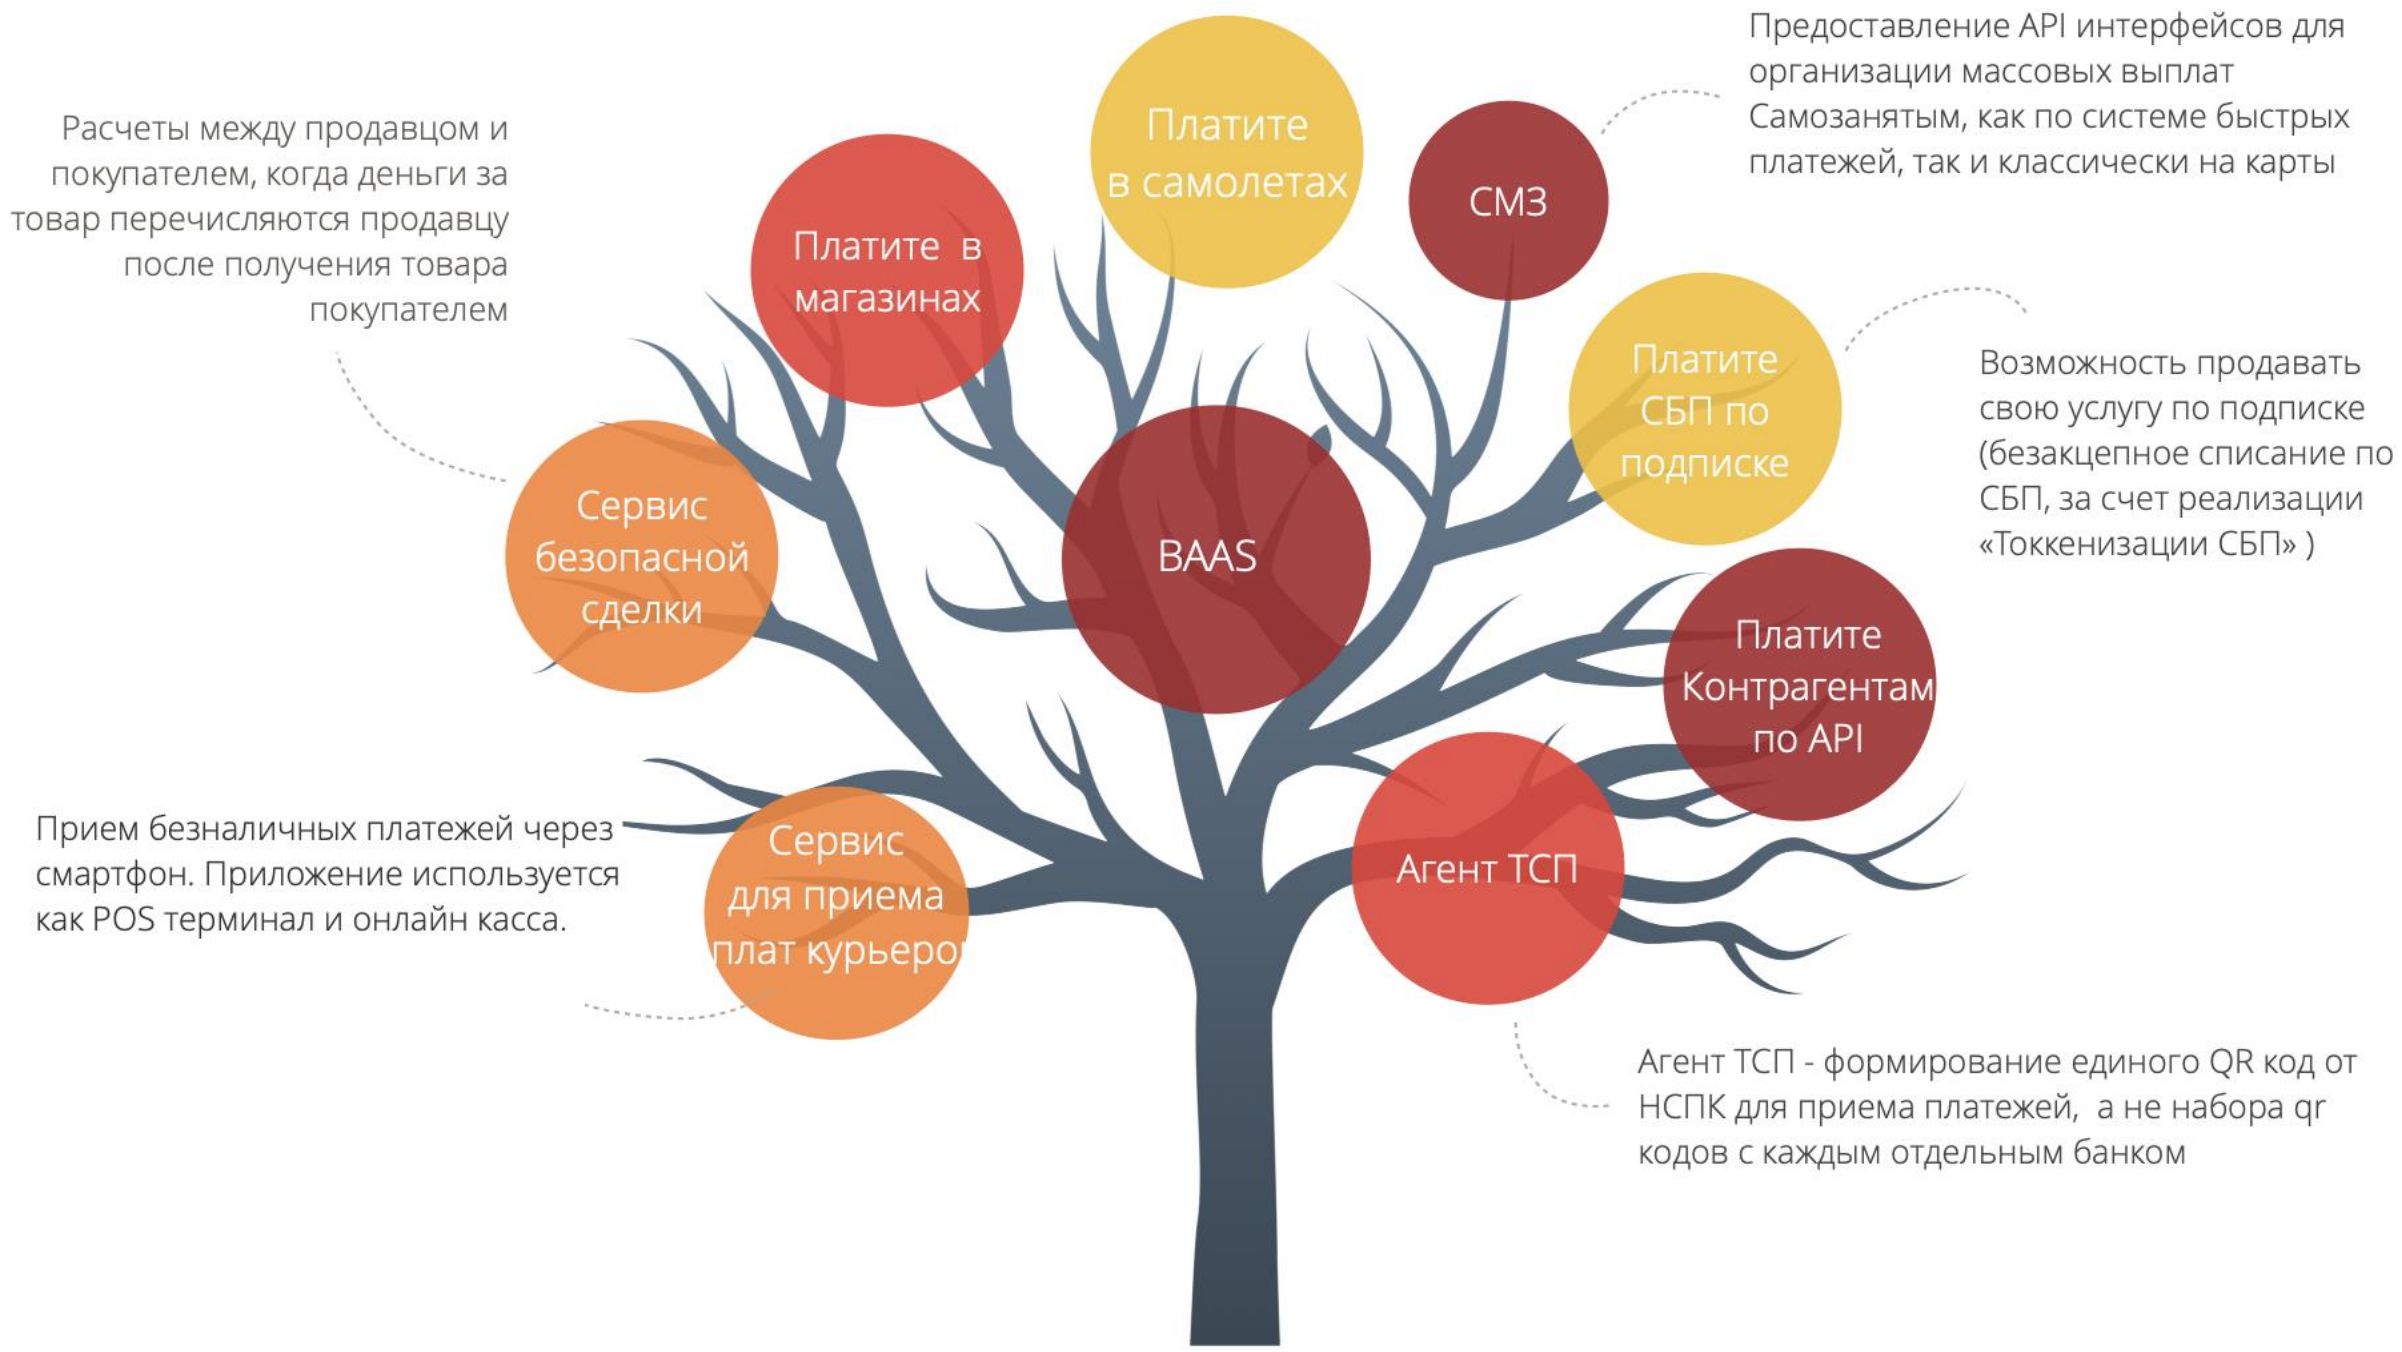 Предоставление API интерфейсов для
организации массовых выплат
Самозанятым, как по системе быстрых
платежей, так и классически на карты
Расчеты между продавцом и
покупателем, когда деньги за
товар перечисляются продавцу
после получения товара
покупателем
Платите
в самолетах
СМЗ
Платите в
магазинах
Платите
СБП по
подписке
Возможность продавать
свою услугу по подписке
(безакцепное списание по
СБП, за счет реализации
«Токкенизации СБП» )
Сервис
безопасной
сделки
BAAS
Платите
Контрагентам
по API
Прием безналичных платежей через
смартфон. Приложение используется
как POS терминал и онлайн касса.
Сервис
для приема
плат курьеро
Агент ТСП
Агент ТСП - формирование единого QR код от
НСПК для приема платежей, а не набора qr
кодов с каждым отдельным банком